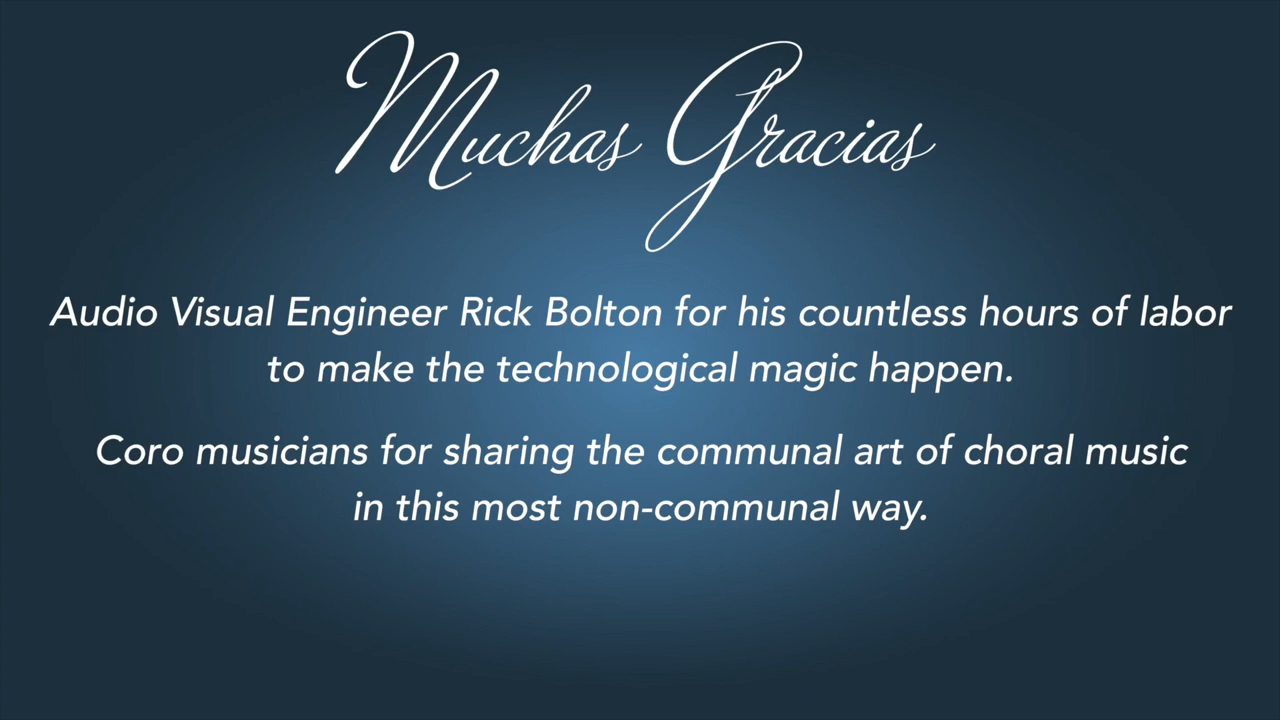 Muchas Gracias
Audio Visual Engineer Rick Bolton for his countless hours of labor
to make the technological magic happen.
Coro musicians for sharing the communal art of choral music
in this most non-communal way.